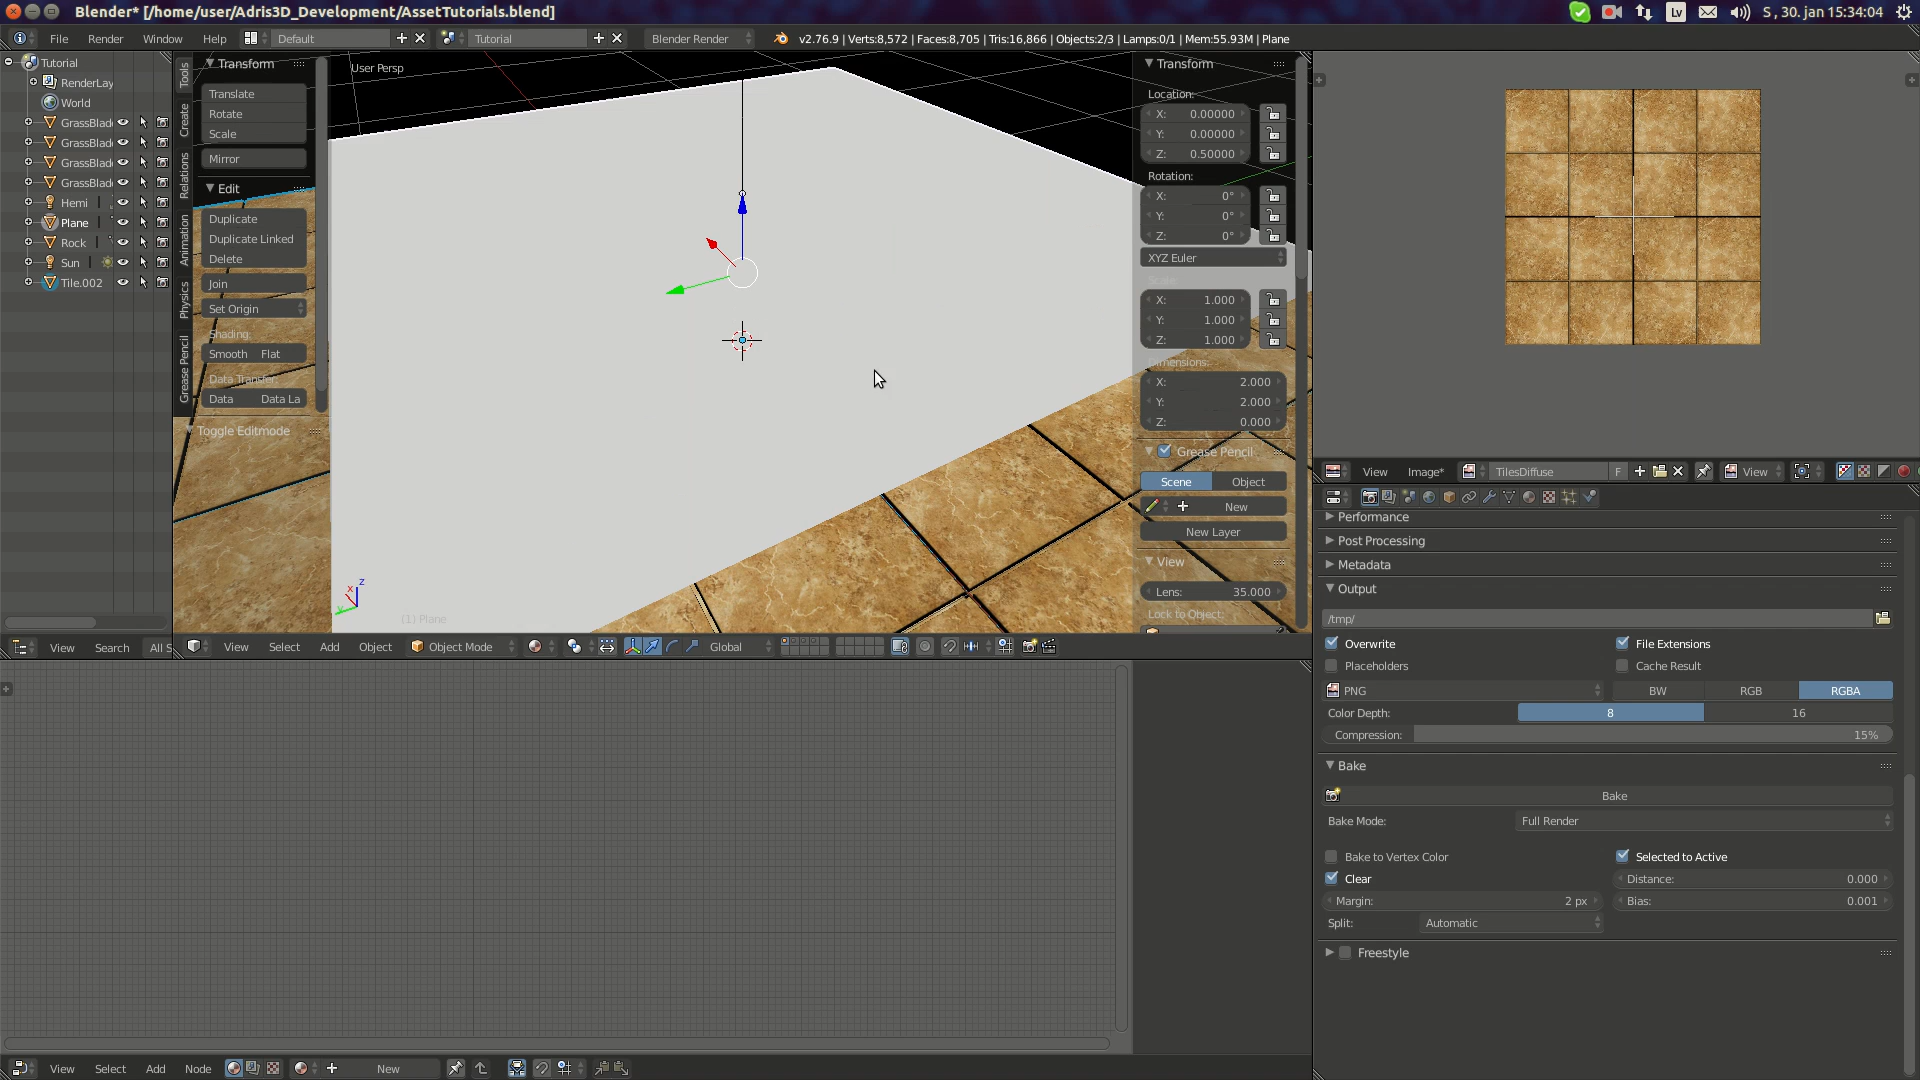 Blender* [/home/user/Adris3D_Development/AssetTutorials.blend]
Lv
S , 30. jan 15:34:04
File Render Window Help
Default
Tutorial
Blender Render
v2.76.9 | Verts:8,572 | Faces:8,705 | Tris:16,866 | Objects:2/3 | Lamps:0/1 | Mem:55.93M | Plane
Tutorial
RenderLay
World
GrassBlad
GrassBlad
GrassBlad
GrassBlad
Hemi
Plane
Rock
Sun
Tile.002
View Search All S
Tools
Create
Relations
Animation
Physics
Grease Pencil
Transform
Translate
Rotate
Scale
Mirror
Edit
Duplicate
Duplicate Linked
Delete
Join
Set Origin
Shading:
Smooth Flat
Data Transfer:
Data Data La
Toggle Editmode
User Persp
z
x
y
(1) Plane
Transform
Location:
X: 0.00000
Y: 0.00000
Z: 0.50000
Rotation:
X: 0°
Y: 0°
Z: 0°
XYZ Euler
Scale:
X: 1.000
Y: 1.000
Z: 1.000
Dimensions:
X: 2.000
Y: 2.000
Z: 0.000
Grease Pencil
Scene Object
New
New Layer
View
Lens: 35.000
Lock to Object:
View Select Add Object Object Mode Global
View Image* TilesDiffuse F View
Performance
Post Processing
Metadata
Output
/tmp/
Overwrite File Extensions
Placeholders Cache Result
PNG BW RGB RGBA
Color Depth: 8 16
Compression: 15%
Bake
Bake
Bake Mode: Full Render
Bake to Vertex Color Selected to Active
Clear Distance: 0.000
Margin: 2 px Bias: 0.001
Split: Automatic
Freestyle
View Select Add Node New